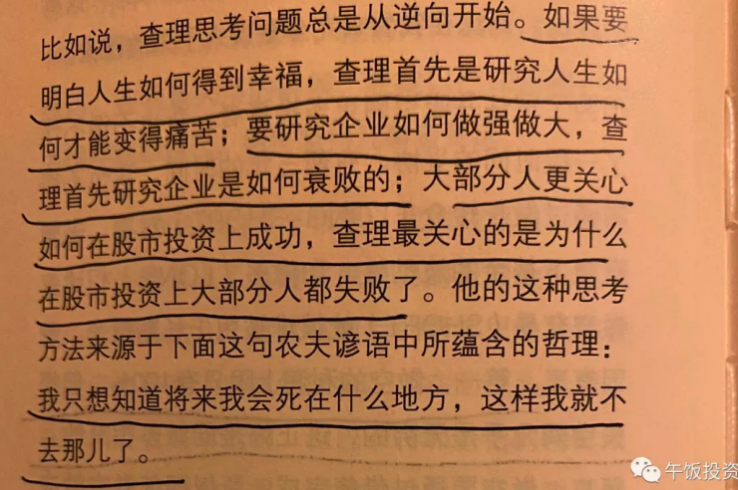 比如说，查理思考问题总是从逆向开始。如果要
明白人生如何得到幸福，查理首先是研究人生如
何才能变得痛苦；要研究企业如何做强做大，查
理首先研究企业是如何衰败的；大部分人更关心
如何在股市投资上成功，查理最关心的是为什么
在股市投资上大部分人都失败了。他的这种思考
方法来源于下面这句农夫谚语中所蕴含的哲理：
我只想知道将来我会死在什么地方，这样我就不
去那儿了。
午饭投资